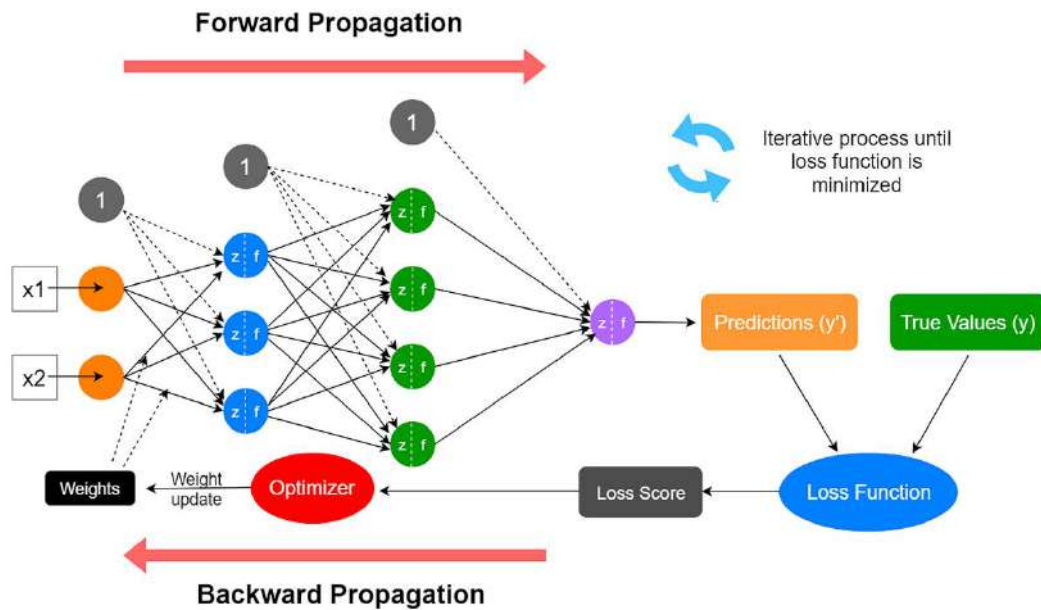 Forward Propagation
1
1
1
Iterative process until
loss function is
minimized
z f
z f
x1
z f
z f
z f
Predictions (y')
True Values (y)
x2
z f
z f
z f
Weights
Weight
update
Optimizer
Loss Score
Loss Function
Backward Propagation